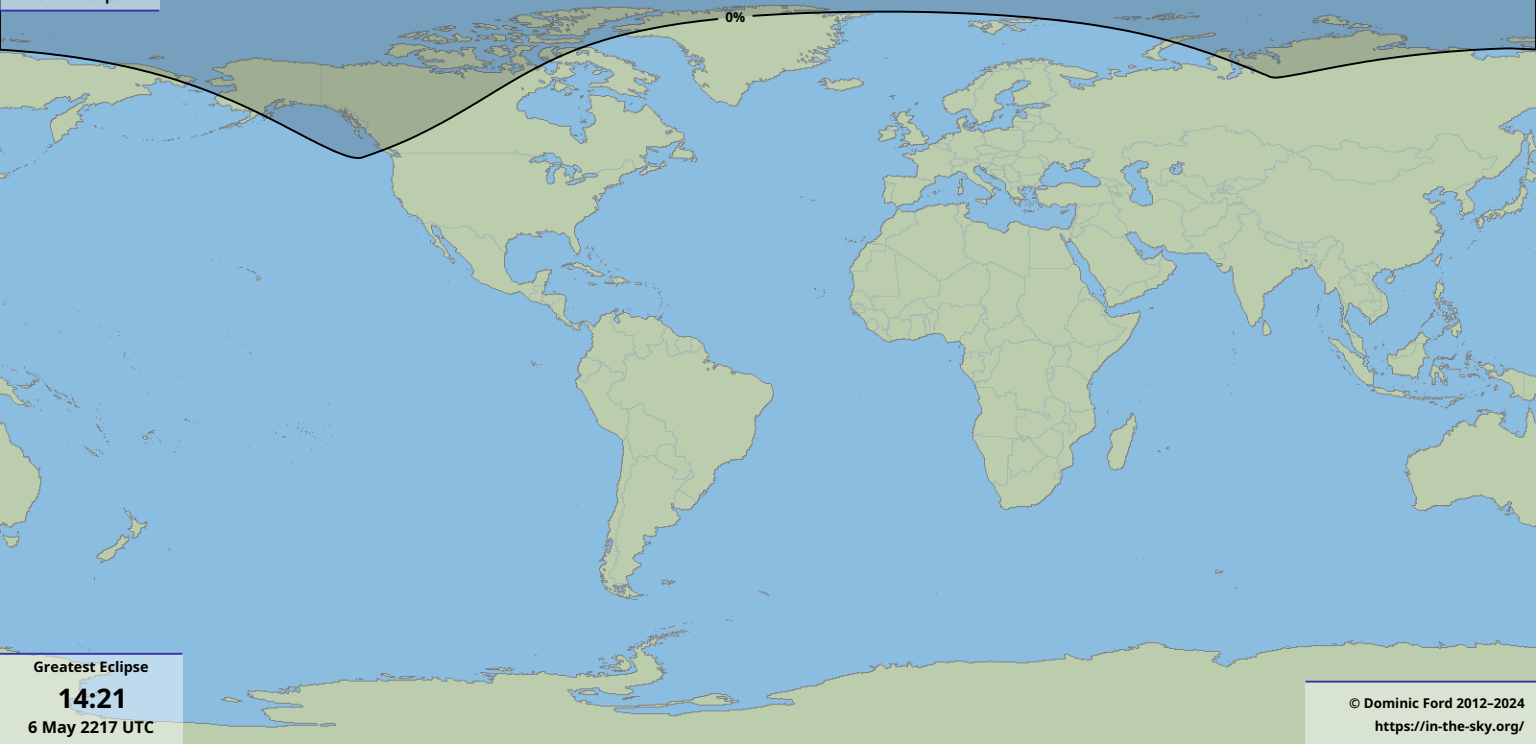 0%
Greatest Eclipse
14:21
6 May 2217 UTC
© Dominic Ford 2012–2024
https://in-the-sky.org/